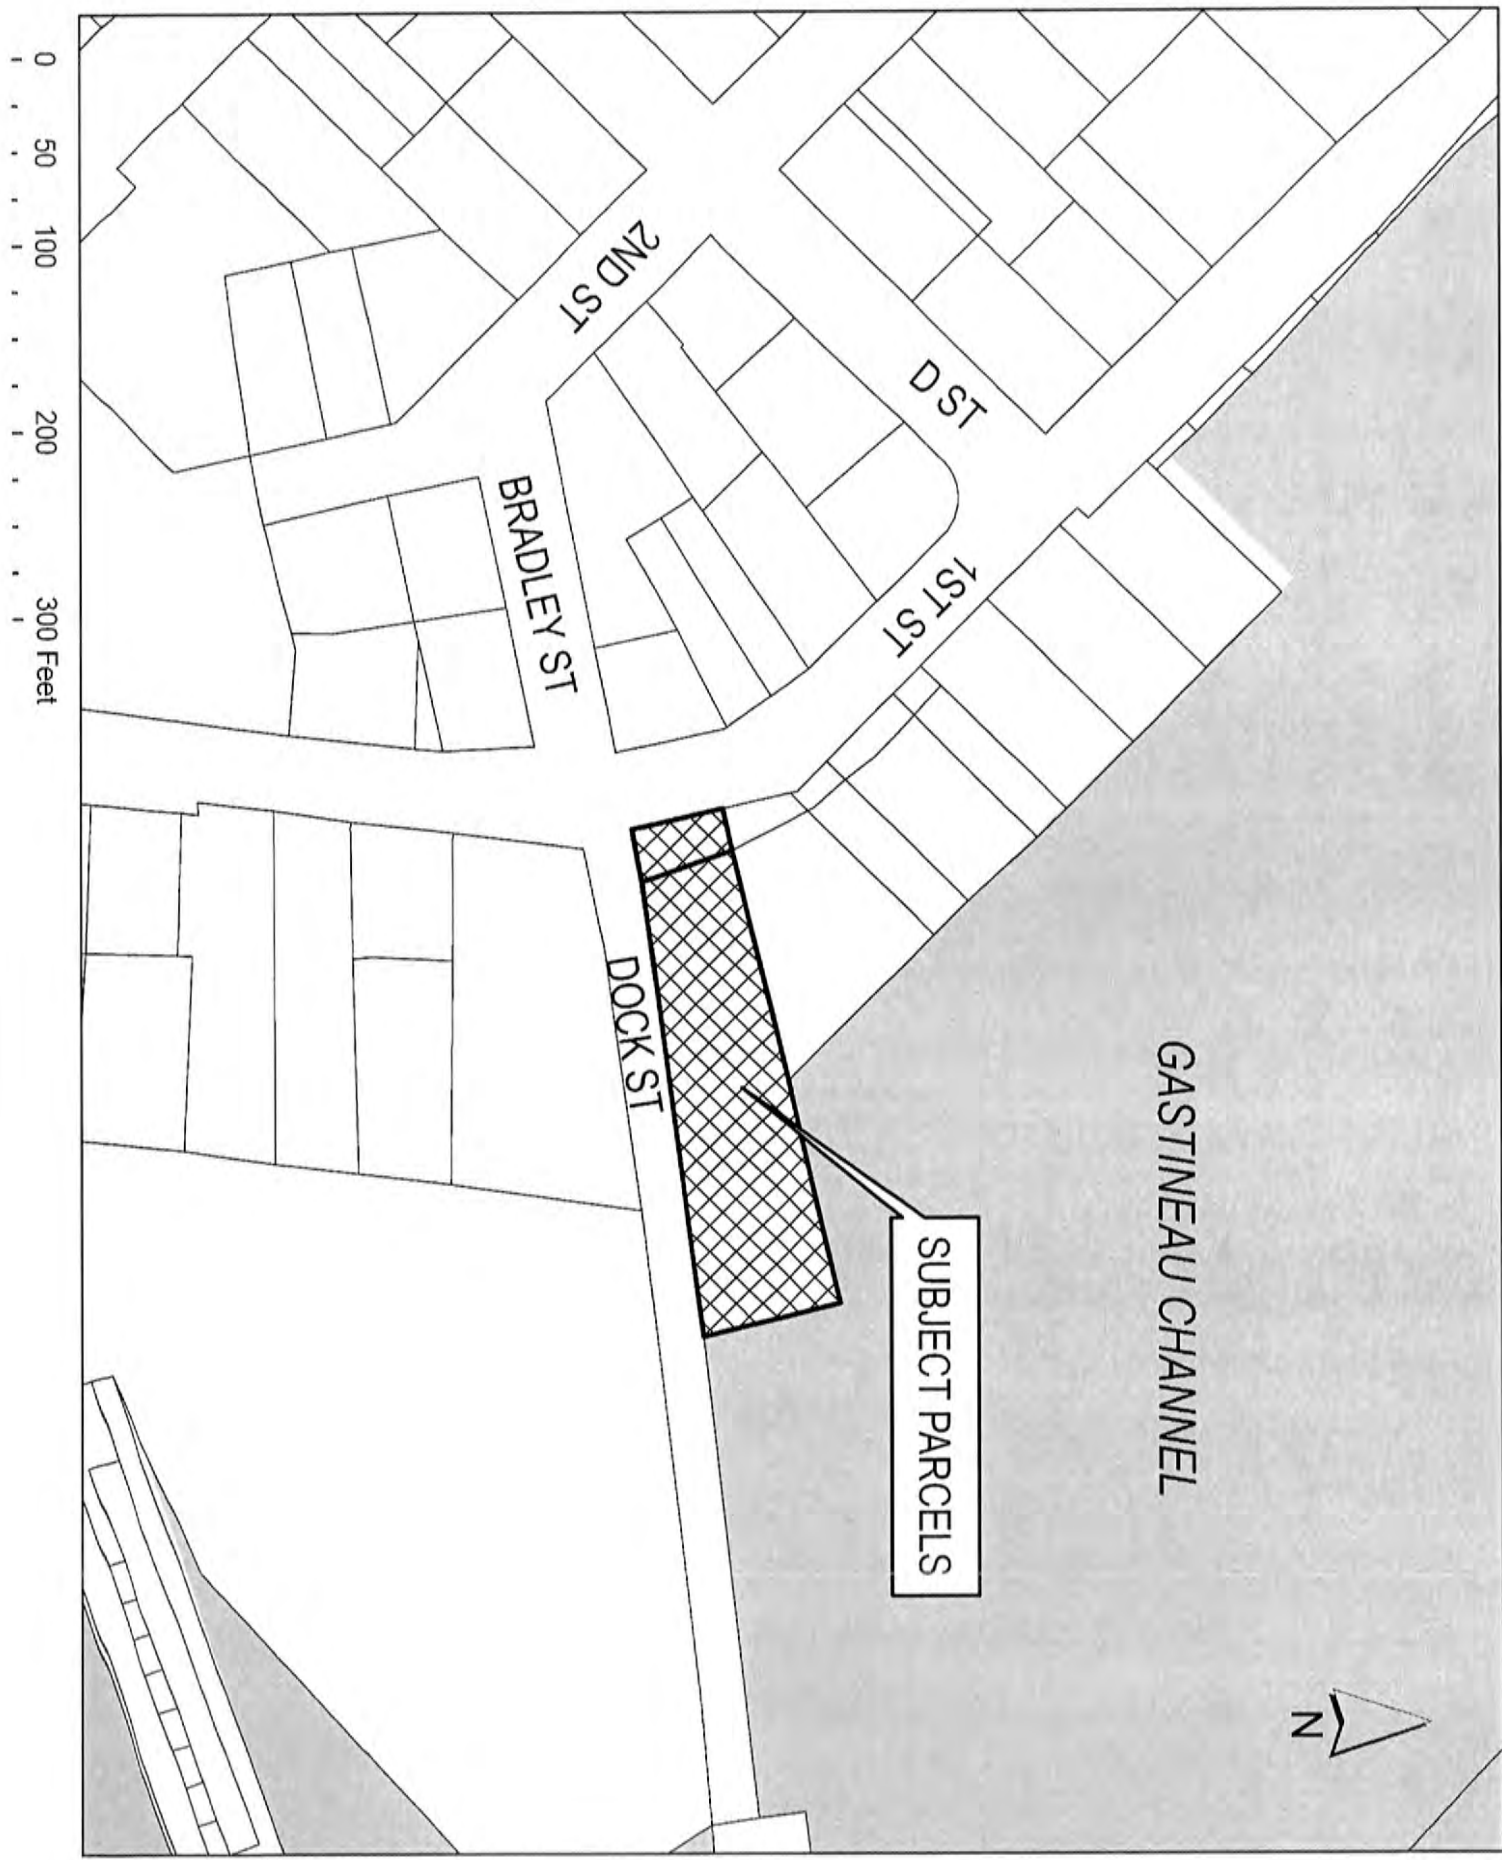 GASTINEAU CHANNEL
N
SUBJECT PARCELS
D ST
1ST ST
2ND ST
BRADLEY ST
DOCK ST
0 50 100 200 300 Feet